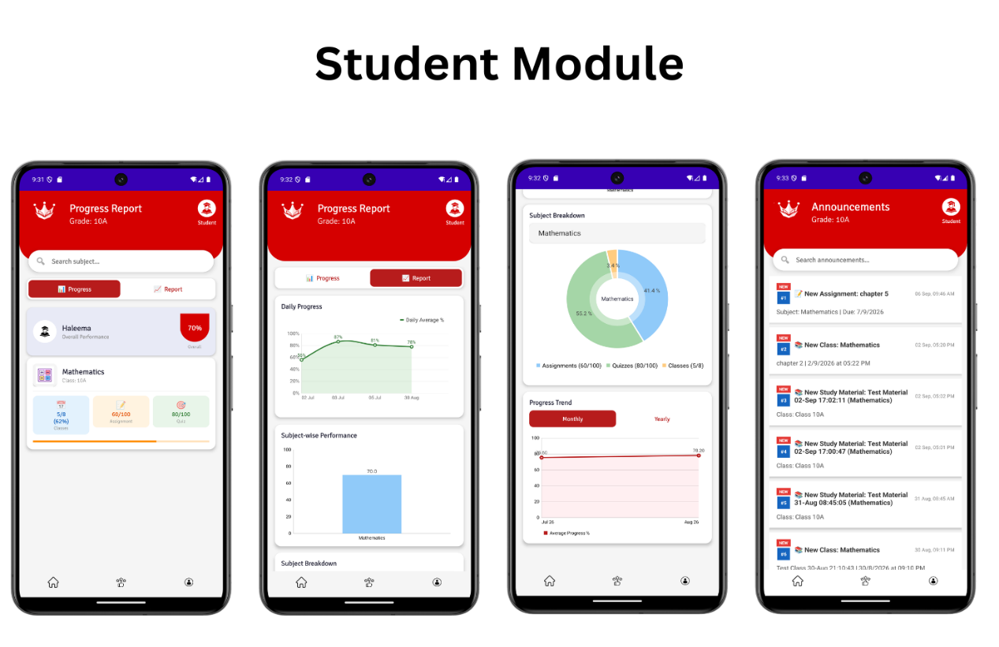 Student Module
9:31
Progress Report
Grade: 10A
Student
Search subject...
Progress
Report
Haleema
Overall Performance
70%
Overall
Mathematics
Class: 10A
5/8
(62%)
Classes
60/100
Assignment
80/100
Quiz
9:32
Progress Report
Grade: 10A
Student
Progress
Report
Daily Progress
Daily Average %
100%
80%
60%
40%
20%
0%
87%
81%
78%
02 Jul
03 Jul
05 Jul
30 Aug
Subject-wise Performance
100
80
60
40
20
0
70.0
Mathematics
Subject Breakdown
9:32
Mathematics
Subject Breakdown
Mathematics
3.4 %
41.4 %
55.2 %
Mathematics
Assignments (60/100)
Quizzes (80/100)
Classes (5/8)
Progress Trend
Monthly
Yearly
100
80
60
40
20
0
78.20
Jul 26
Aug 26
Average Progress %
9:33
Announcements
Grade: 10A
Student
Search announcements...
NEW
#1
New Assignment: chapter 5
06 Sep, 09:46 AM
Subject: Mathematics | Due: 7/9/2026
NEW
#2
New Class: Mathematics
02 Sep, 05:20 PM
chapter 2 | 2/9/2026 at 05:22 PM
NEW
#3
New Study Material: Test Material
02-Sep 17:02:11 (Mathematics)
02 Sep, 05:02 PM
Class: Class 10A
NEW
#4
New Study Material: Test Material
02-Sep 17:00:47 (Mathematics)
02 Sep, 05:01 PM
Class: Class 10A
NEW
#5
New Study Material: Test Material
31-Aug 08:45:05 (Mathematics)
31 Aug, 08:45 AM
Class: Class 10A
NEW
#6
New Class: Mathematics
30 Aug, 09:11 PM
Test Class 30-Aug 21:10:43 | 30/8/2026 at 09:10 PM